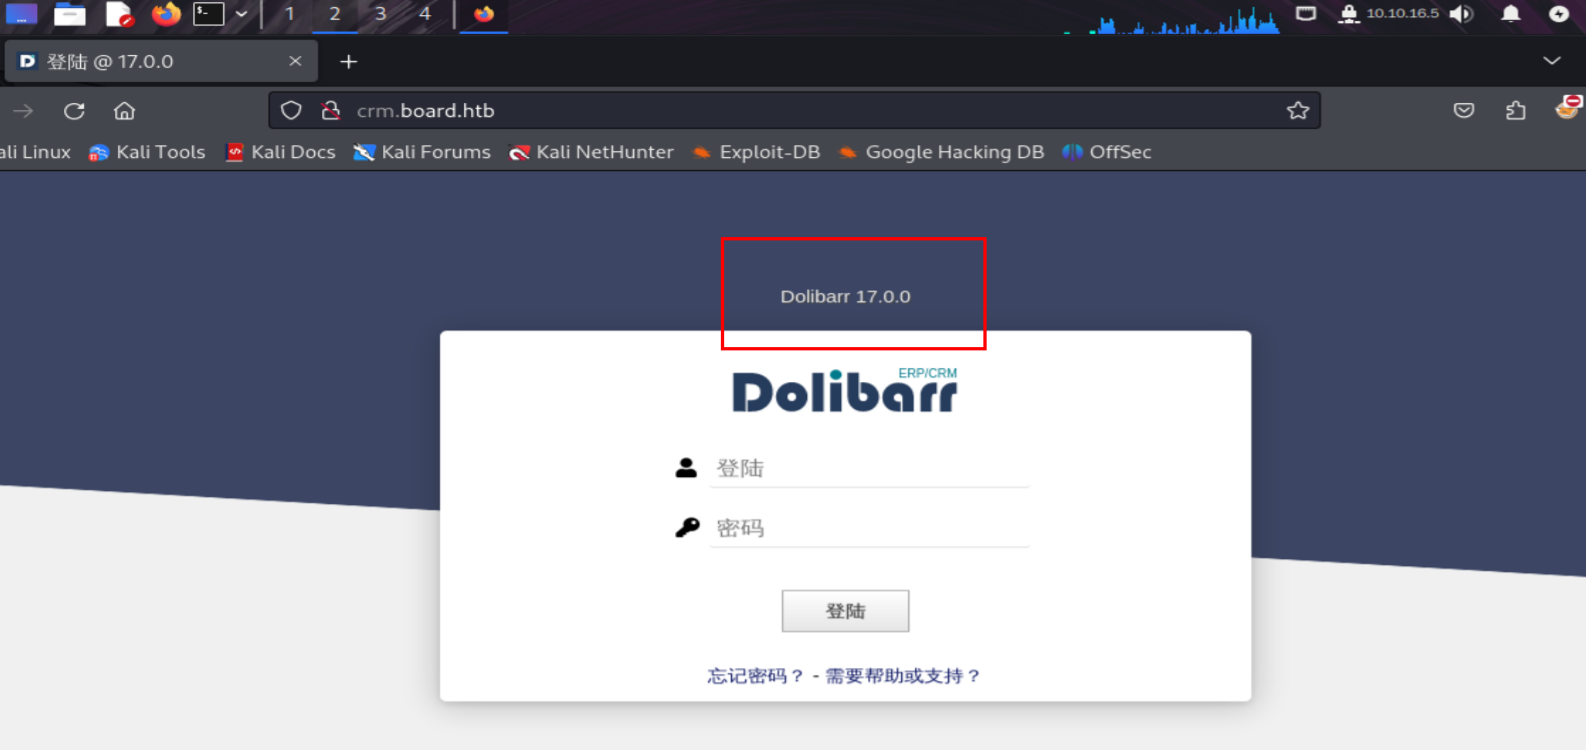 1 2 3 4 10.10.16.5
登陆 @ 17.0.0
crm.board.htb
ali Linux Kali Tools Kali Docs Kali Forums Kali NetHunter Exploit-DB Google Hacking DB OffSec
Dolibarr 17.0.0
ERP/CRM
Dolibarr
登陆
密码
登陆
忘记密码？ - 需要帮助或支持？